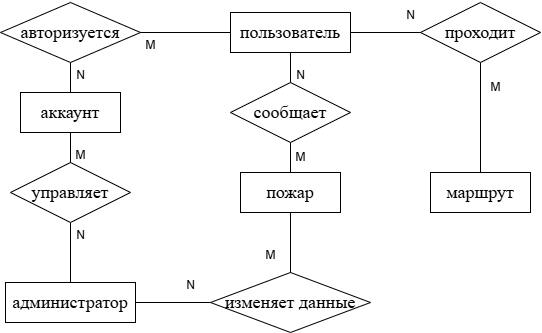 авторизуется
M
пользователь
N
проходит
N
N
M
аккаунт
сообщает
M
M
управляет
пожар
маршрут
N
M
администратор
N
изменяет данные